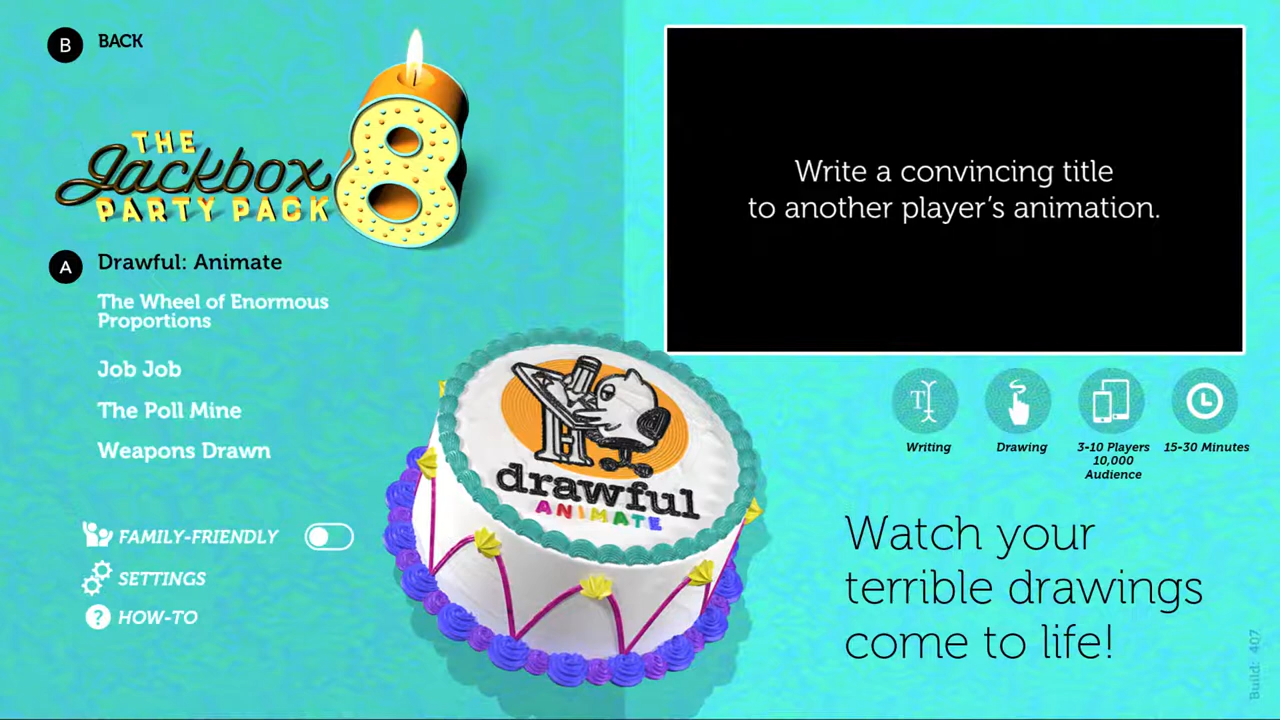 B BACK
THE
Jackbox
PARTY PACK
8
A Drawful: Animate
The Wheel of Enormous
Proportions
Job Job
The Poll Mine
Weapons Drawn
FAMILY-FRIENDLY
SETTINGS
? HOW-TO
drawful
ANIMATE
Write a convincing title
to another player's animation.
T
Writing
Drawing
3-10 Players
10,000
Audience
15-30 Minutes
Watch your
terrible drawings
come to life!
Build: 407